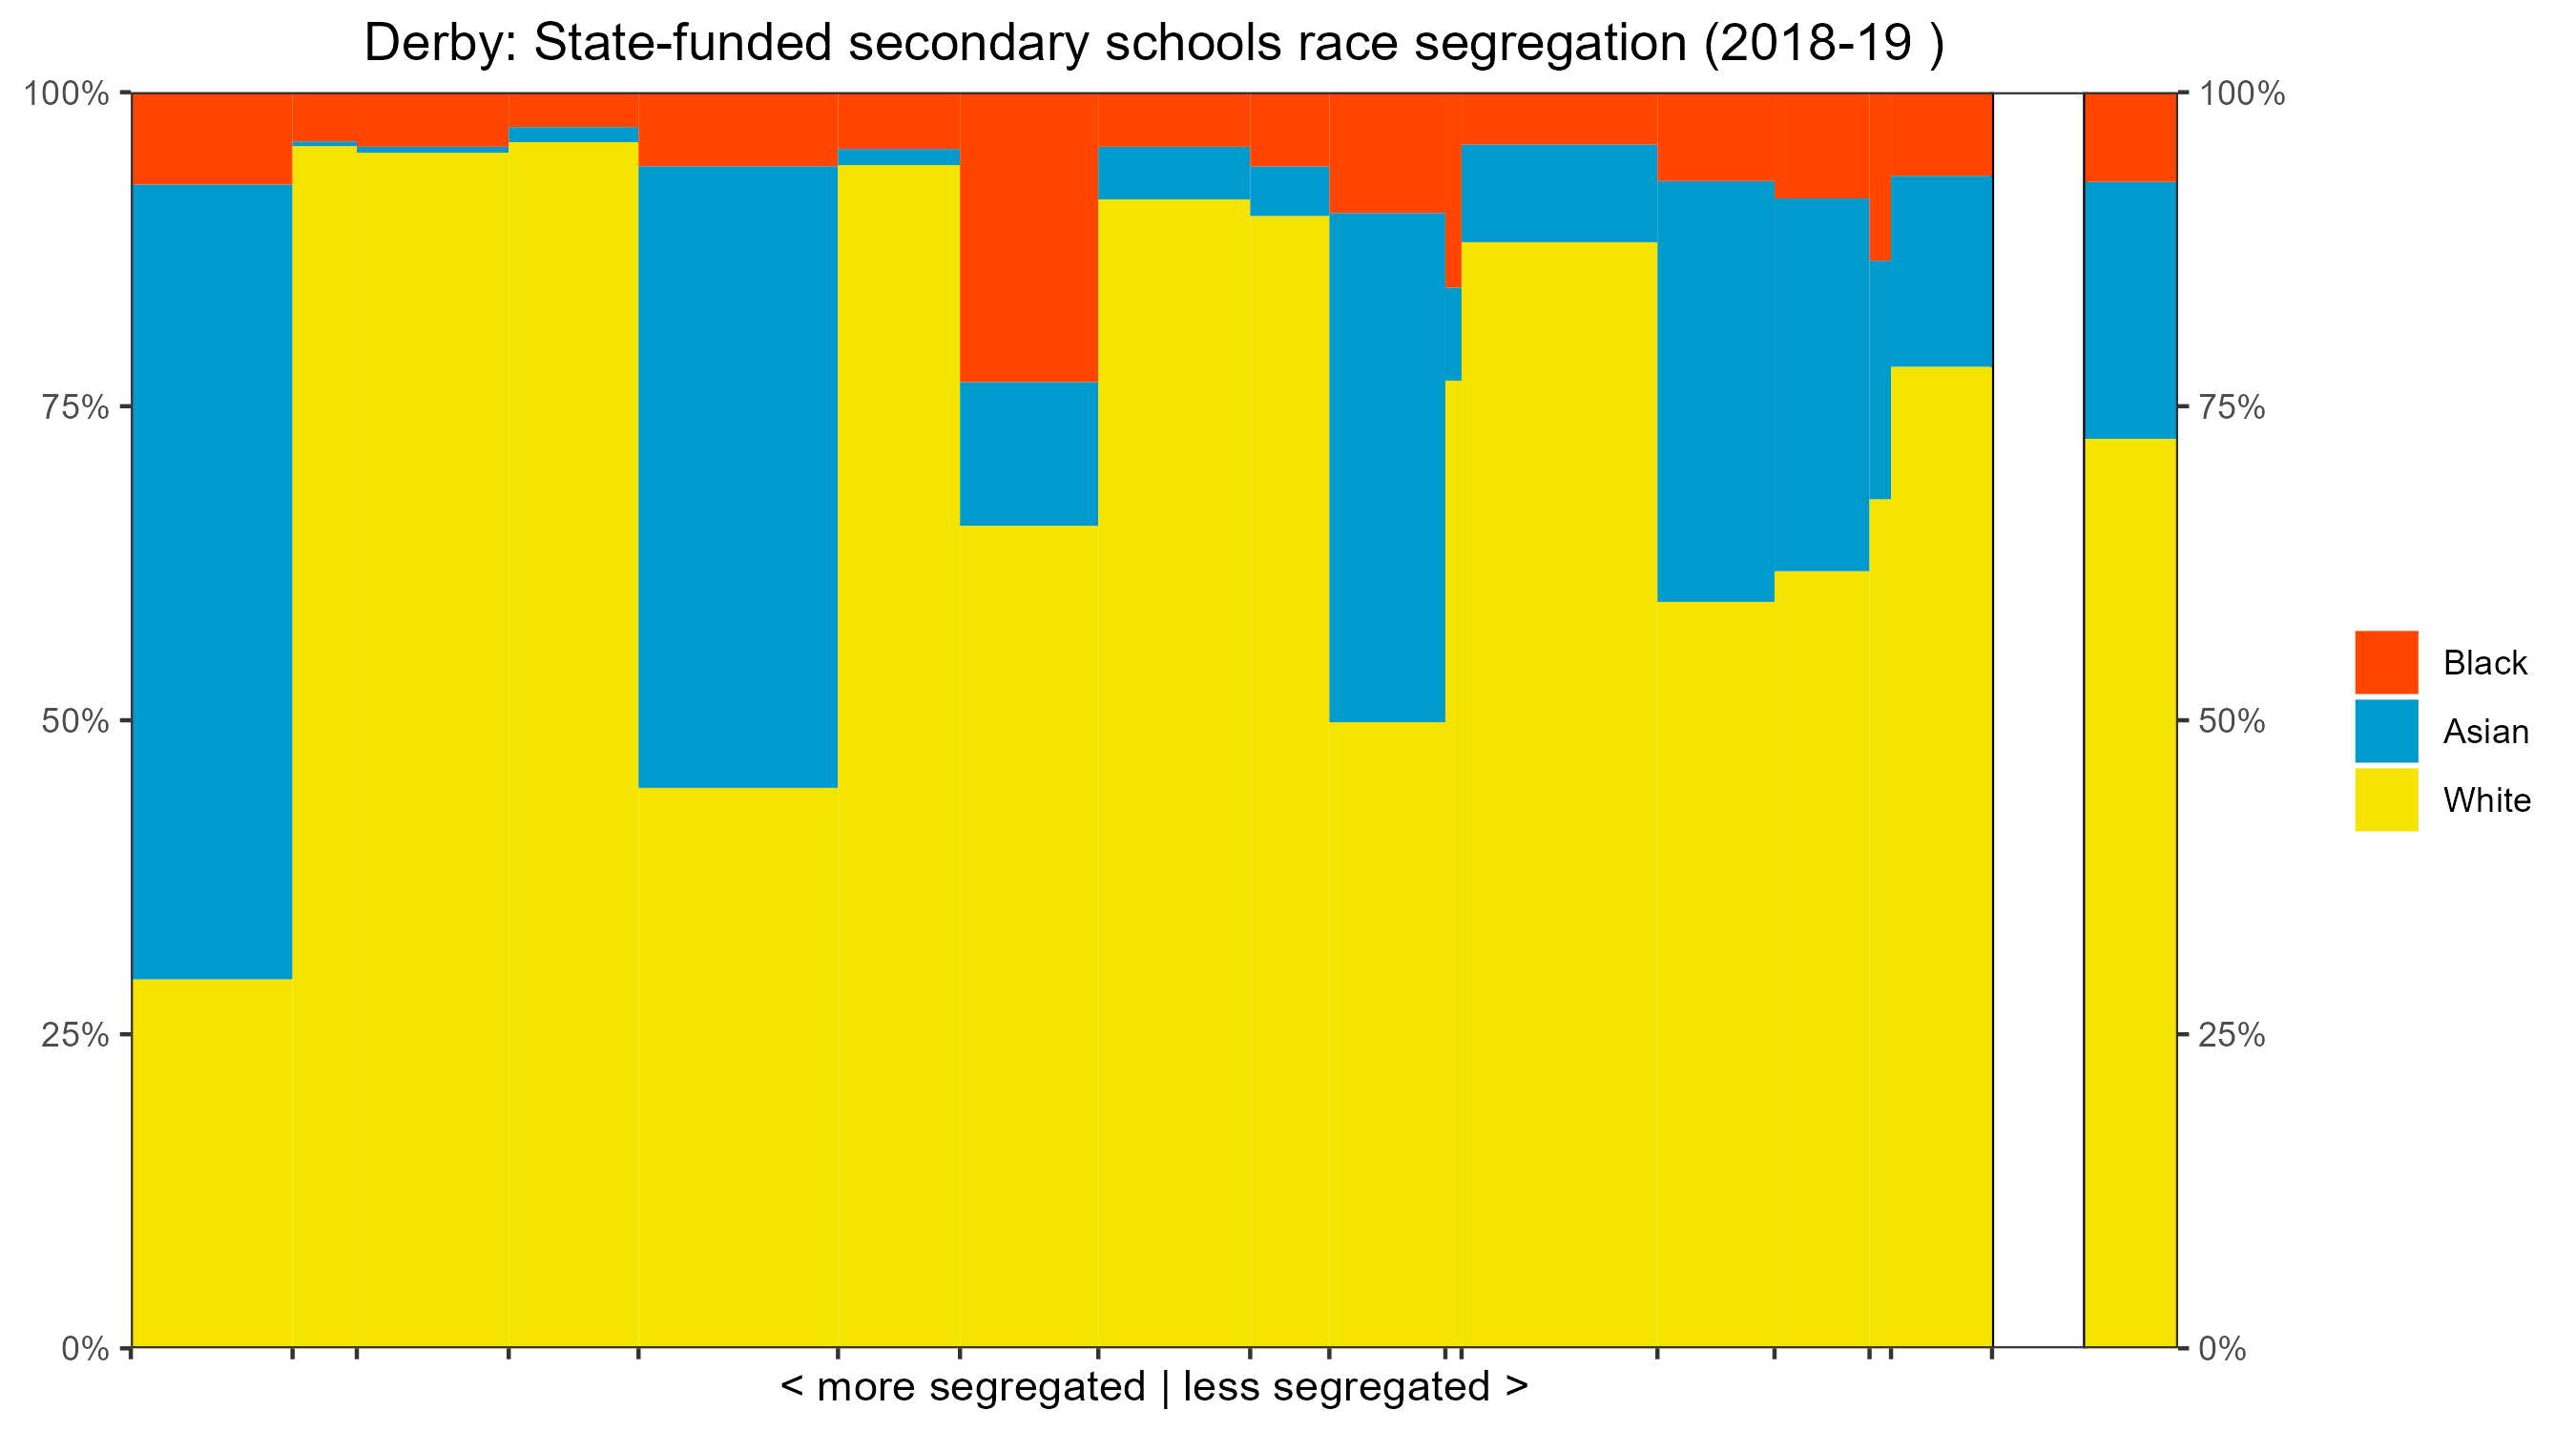 Derby: State-funded secondary schools race segregation (2018-19 )
100%
75%
50%
25%
0%
100%
75%
50%
25%
0%
Black
Asian
White
< more segregated | less segregated >